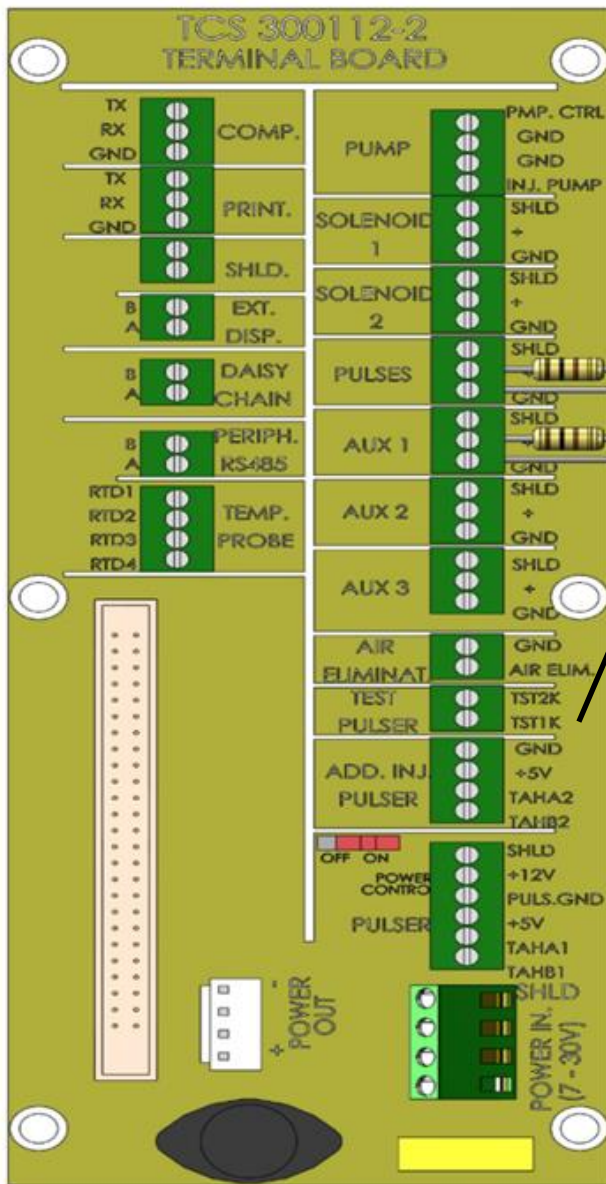 TCS 300112-2
TERMINAL BOARD
TX
RX
GND
COMP.
TX
RX
GND
PRINT.
SHLD.
B
A
EXT.
DISP.
B
A
DAISY
CHAIN
B
A
PERIPH.
RS485
RTD1
RTD2
RTD3
RTD4
TEMP.
PROBE
PUMP
PMP. CTRL
GND
GND
INJ. PUMP
SOLENOID
1
SHLD
+
GND
SOLENOID
2
SHLD
+
GND
PULSES
SHLD
GND
AUX 1
SHLD
GND
AUX 2
SHLD
+
GND
AUX 3
SHLD
+
GND
AIR
ELIMINAT.
GND
AIR ELIM.
TEST
PULSER
TST2K
TST1K
ADD. INJ.
PULSER
GND
+5V
TAHA2
TAHB2
OFF ON
POWER
CONTRO
PULSER
SHLD
+12V
PULS.GND
+5V
TAHA1
TAHB1
- +
POWER
OUT
SHLD
POWER IN.
(7 - 30V)